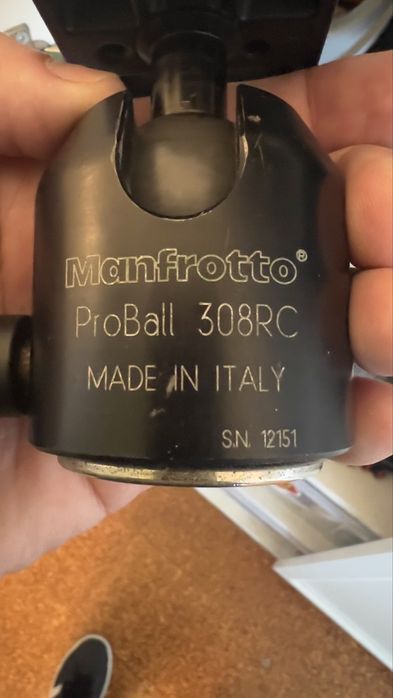 Manfrotto®
ProBall 308RC
MADE IN ITALY
S.N. 12151